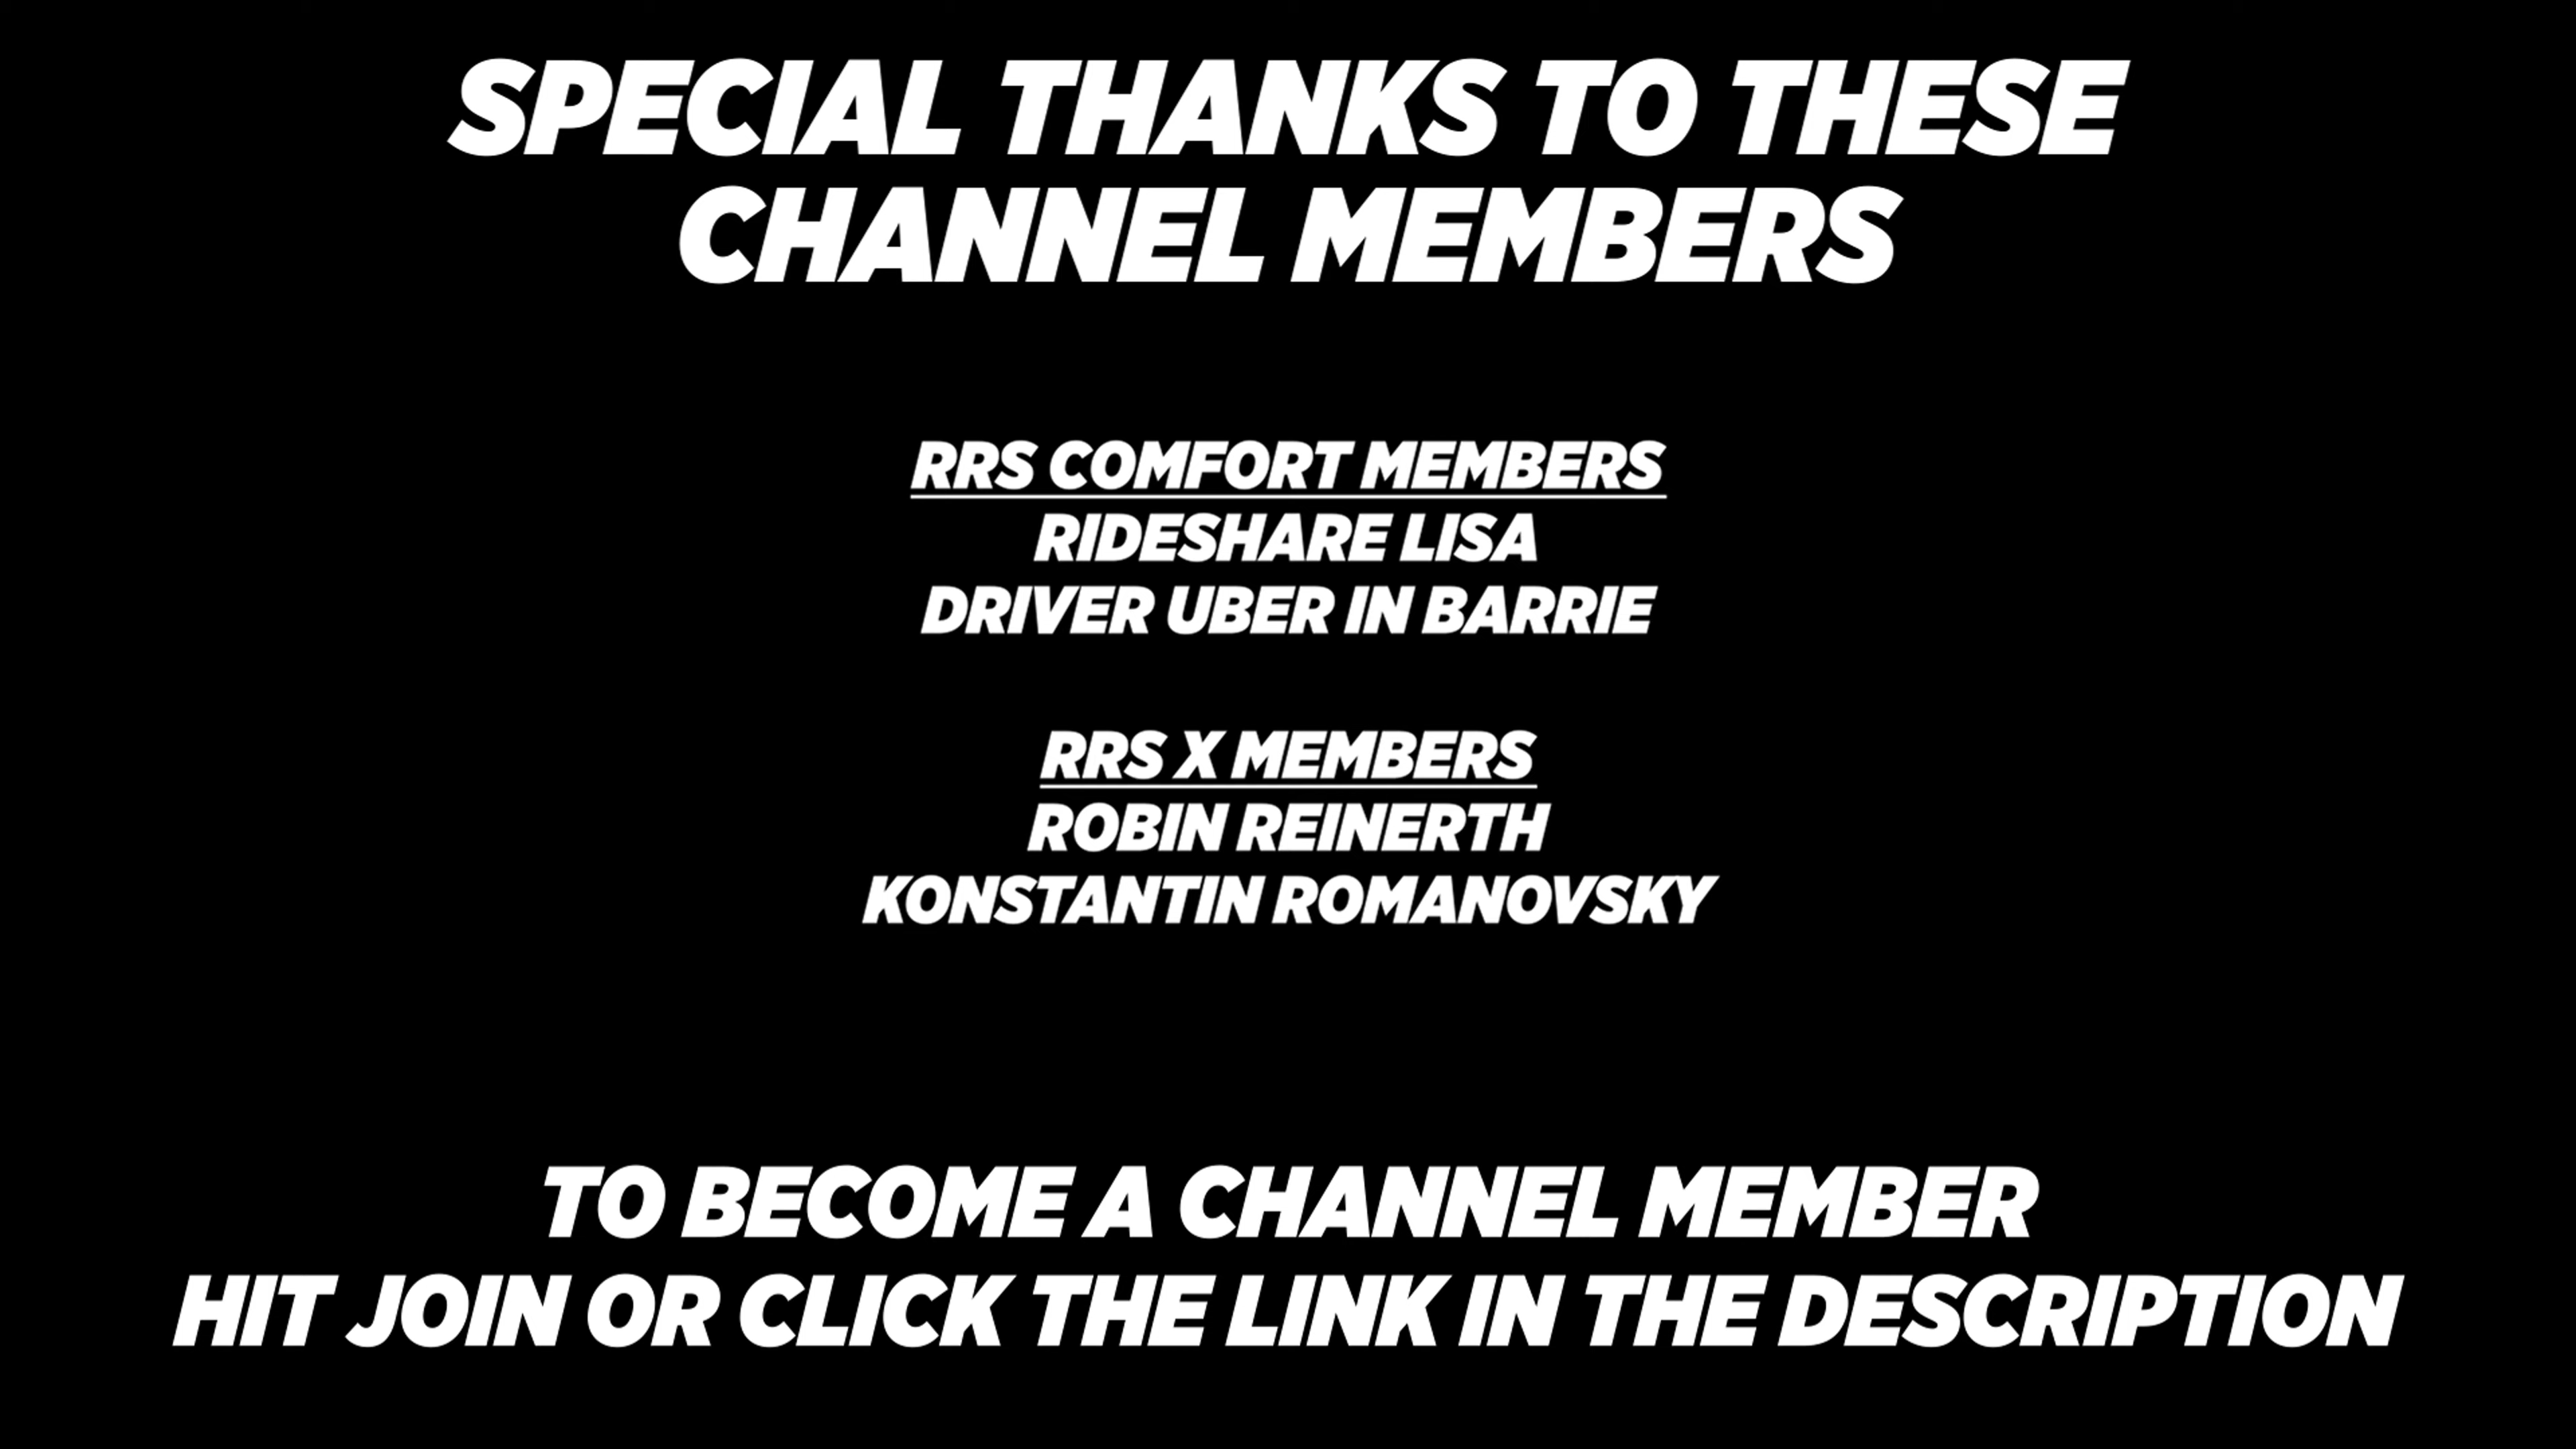 SPECIAL THANKS TO THESE
CHANNEL MEMBERS
RRS COMFORT MEMBERS
RIDESHARE LISA
DRIVER UBER IN BARRIE
RRS X MEMBERS
ROBIN REINERTH
KONSTANTIN ROMANOVSKY
TO BECOME A CHANNEL MEMBER
HIT JOIN OR CLICK THE LINK IN THE DESCRIPTION